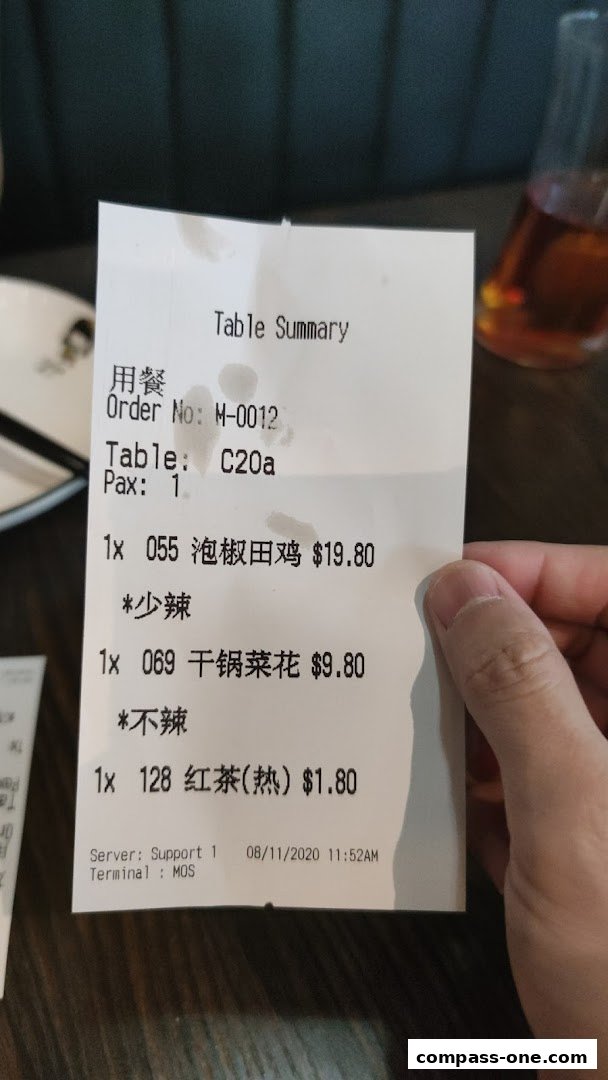 Table Summary
用餐
Order No: M-0012
Table: C20a
Pax: 1
1x 055 泡椒田鸡 $19.80
*少辣
1x 069 干锅菜花 $9.80
*不辣
1x 128 红茶(热) $1.80
Server: Support 1 08/11/2020 11:52AM
Terminal : MOS
compass-one.com